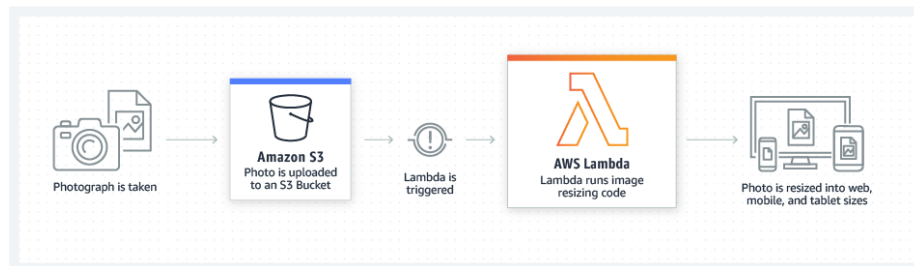 Photograph is taken
Amazon S3
Photo is uploaded
to an S3 Bucket
Lambda is
triggered
AWS Lambda
Lambda runs image
resizing code
Photo is resized into web,
mobile, and tablet sizes